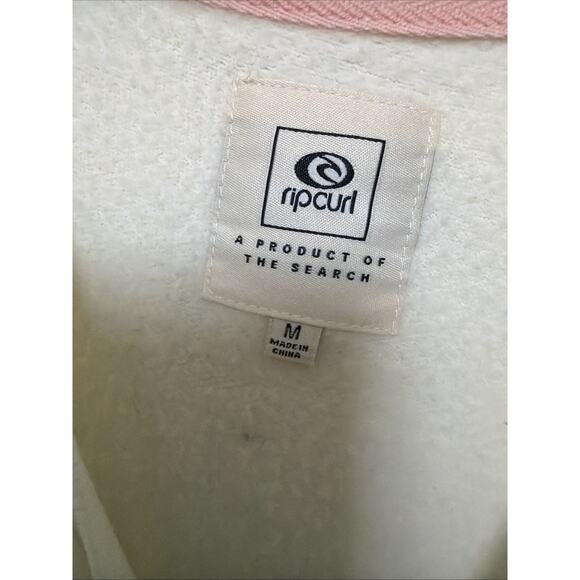 ripcurl
A PRODUCT OF
THE SEARCH
M
MADE IN
CHINA